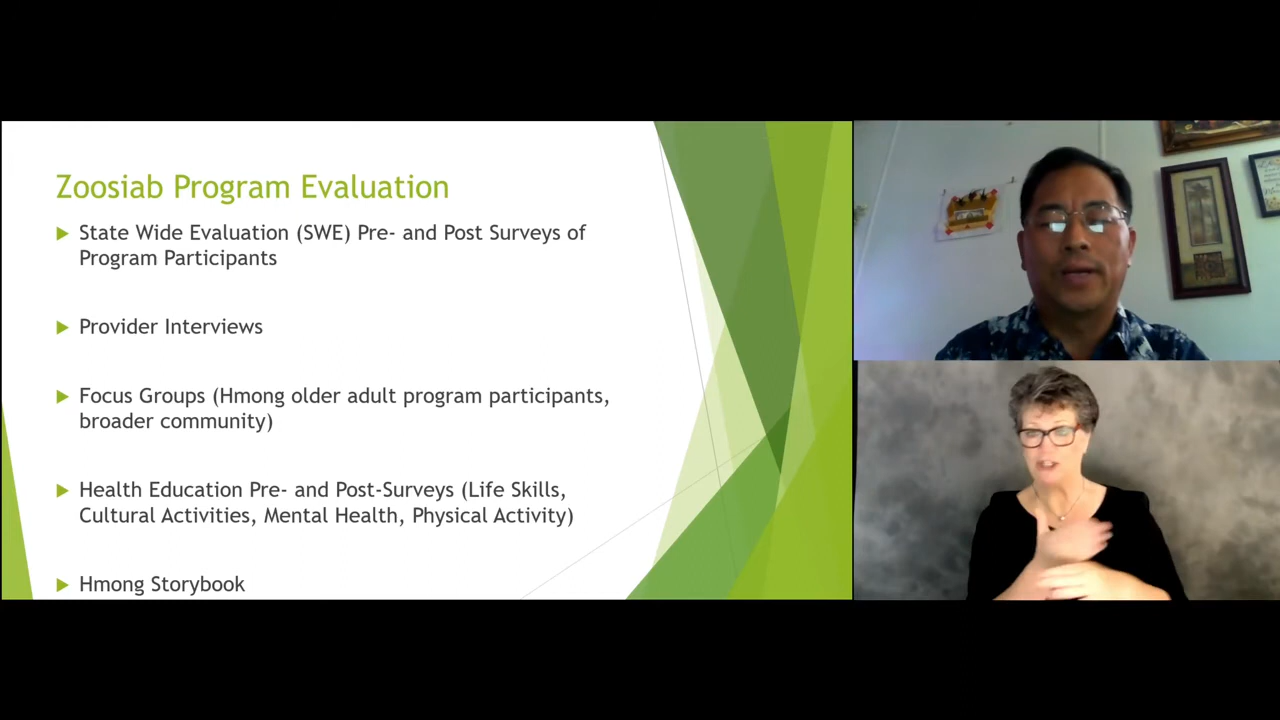 Zoosiab Program Evaluation
State Wide Evaluation (SWE) Pre- and Post Surveys of
Program Participants
Provider Interviews
Focus Groups (Hmong older adult program participants,
broader community)
Health Education Pre- and Post-Surveys (Life Skills,
Cultural Activities, Mental Health, Physical Activity)
Hmong Storybook